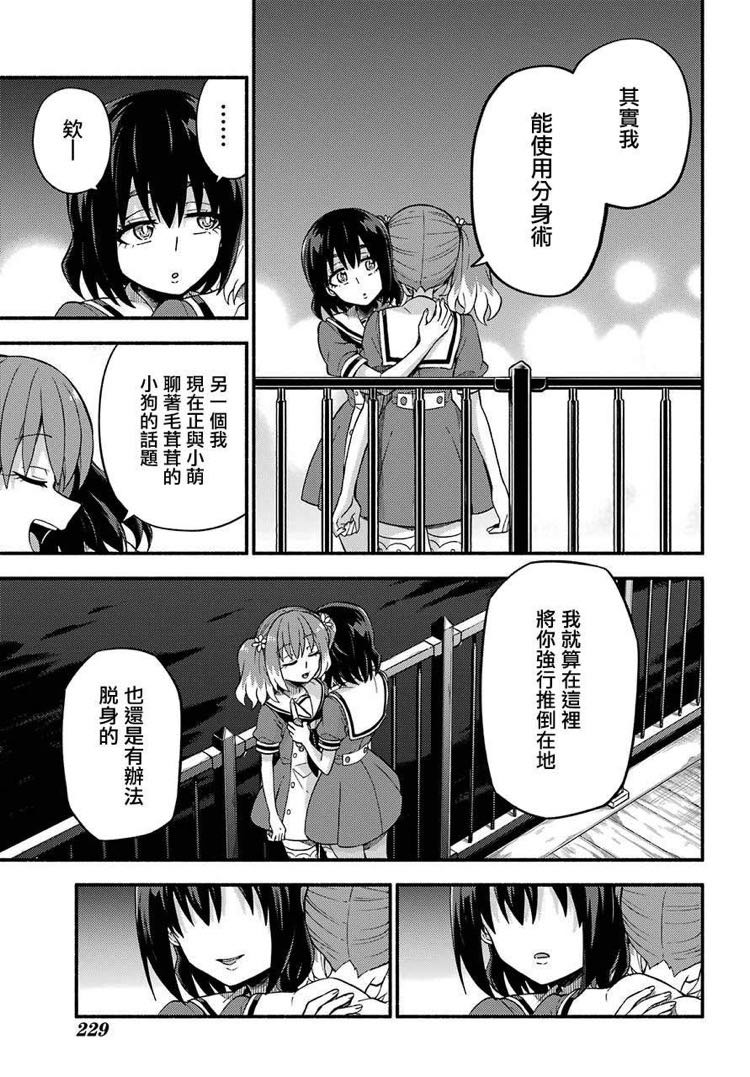 其實我
能使用分身術
……
欸—
另一個我
現在正與小萌
聊著毛茸茸的
小狗的話題
我就算在這裡
將你強行推倒在地
也還是有辦法
脱身的
229